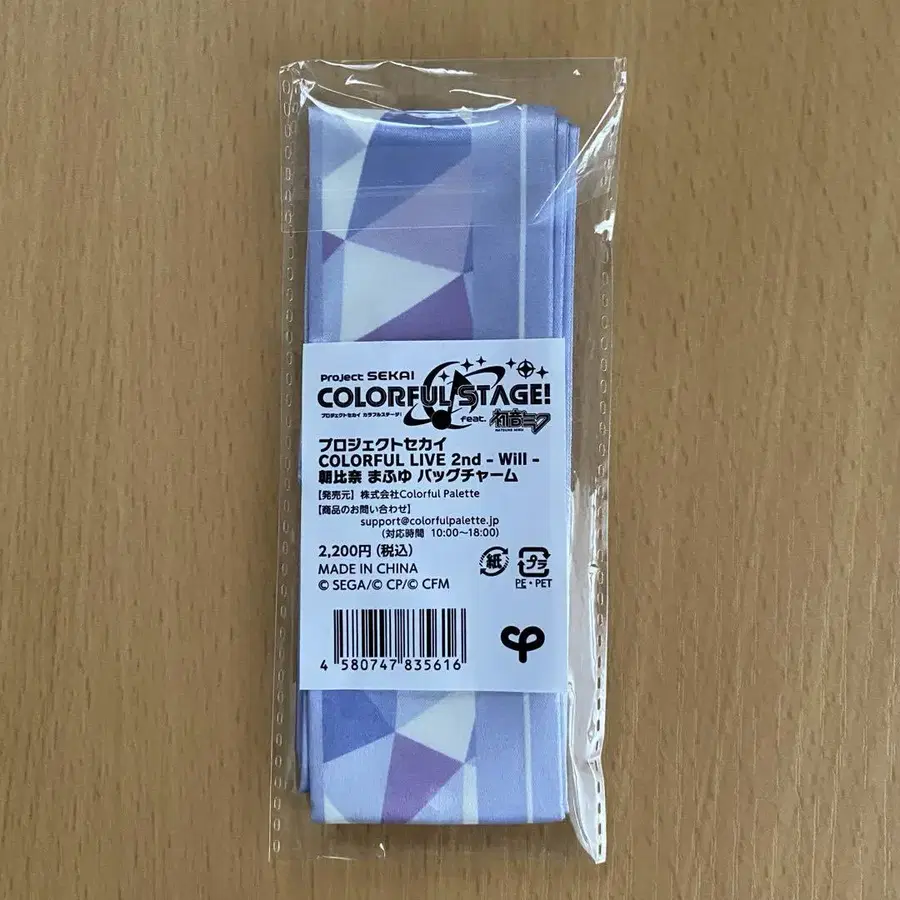 Project SEKAI
COLORFUL STAGE!
プロジェクトセカイ カラフルステージ!
feat. 初音ミク
HATSUNE MIKU
プロジェクトセカイ
COLORFUL LIVE 2nd - Will -
朝比奈 まふゆ バッグチャーム
【発売元】 株式会社Colorful Palette
【商品のお問い合わせ】
support@colorfulpalette.jp
(対応時間 10:00~18:00)
2,200円 (税込)
紙 プラ
PE・PET
MADE IN CHINA
© SEGA/© CP/© CFM
4 580747 835616